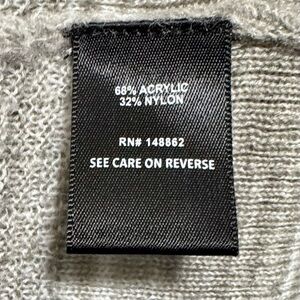 68% ACRYLIC
32% NYLON
RN# 148862
SEE CARE ON REVERSE